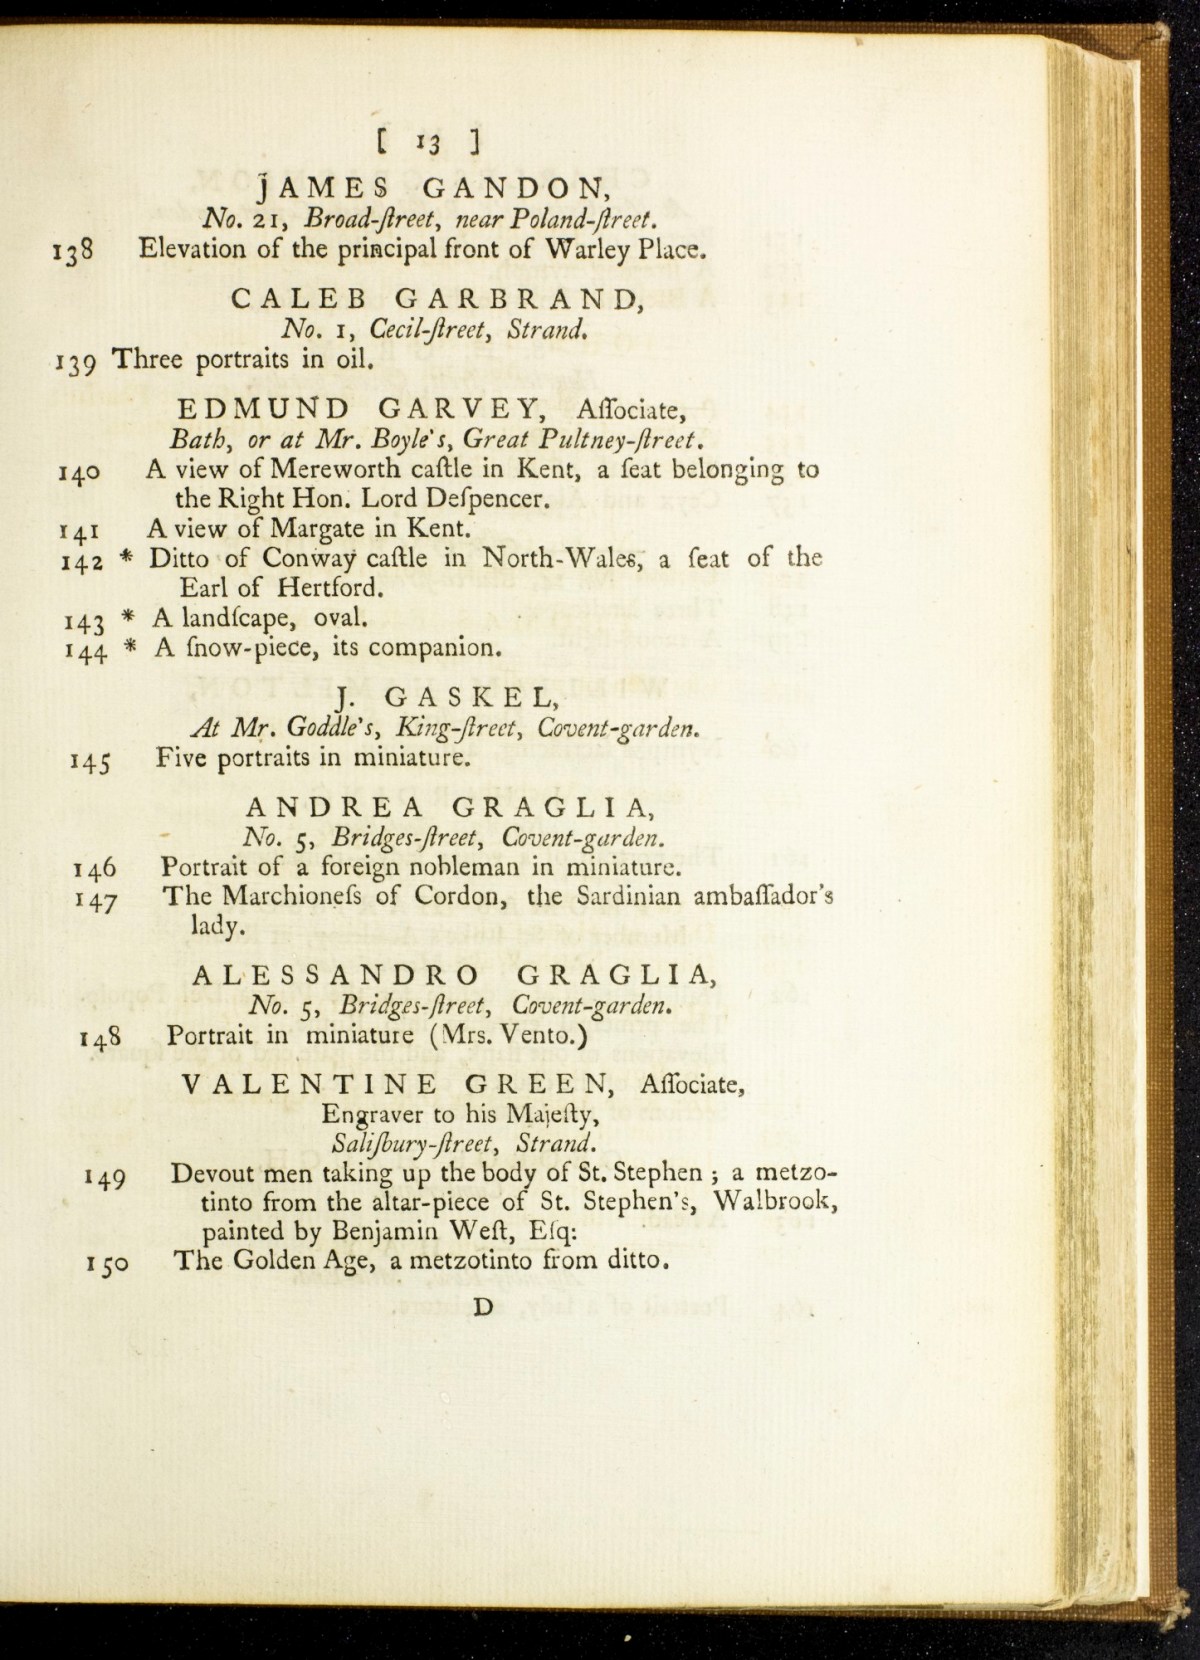 [ 13 ]
JAMES GANDON,
No. 21, Broad-ſtreet, near Poland-ſtreet.
138 Elevation of the principal front of Warley Place.
CALEB GARBRAND,
No. 1, Cecil-ſtreet, Strand.
139 Three portraits in oil.
EDMUND GARVEY, Aſſociate,
Bath, or at Mr. Boyle's, Great Pultney-ſtreet.
140 A view of Mereworth caſtle in Kent, a ſeat belonging to
the Right Hon. Lord Deſpencer.
141 A view of Margate in Kent.
142 * Ditto of Conway caſtle in North-Wales, a ſeat of the
Earl of Hertford.
143 * A landſcape, oval.
144 * A ſnow-piece, its companion.
J. GASKEL,
At Mr. Goddle's, King-ſtreet, Covent-garden.
145 Five portraits in miniature.
ANDREA GRAGLIA,
No. 5, Bridges-ſtreet, Covent-garden.
146 Portrait of a foreign nobleman in miniature.
147 The Marchioneſs of Cordon, the Sardinian ambaſſador's
lady.
ALESSANDRO GRAGLIA,
No. 5, Bridges-ſtreet, Covent-garden.
148 Portrait in miniature (Mrs. Vento.)
VALENTINE GREEN, Aſſociate,
Engraver to his Majeſty,
Saliſbury-ſtreet, Strand.
149 Devout men taking up the body of St. Stephen ; a metzo-
tinto from the altar-piece of St. Stephen's, Walbrook,
painted by Benjamin Weſt, Eſq:
150 The Golden Age, a metzotinto from ditto.
D